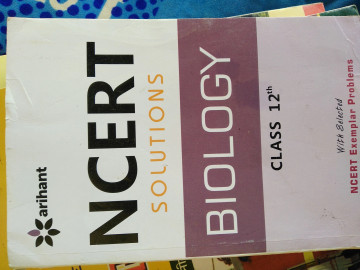 arihant
NCERT
SOLUTIONS
BIOLOGY
CLASS 12th
With Selected
NCERT Exemplar Problems